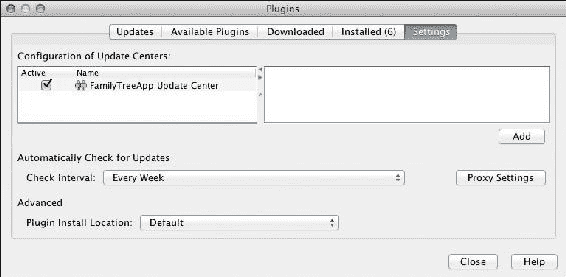 Plugins
Updates Available Plugins Downloaded Installed (6) Settings
Configuration of Update Centers:
Active Name
FamilyTreeApp Update Center
Add
Automatically Check for Updates
Check Interval: Every Week Proxy Settings
Advanced
Plugin Install Location: Default
Close Help